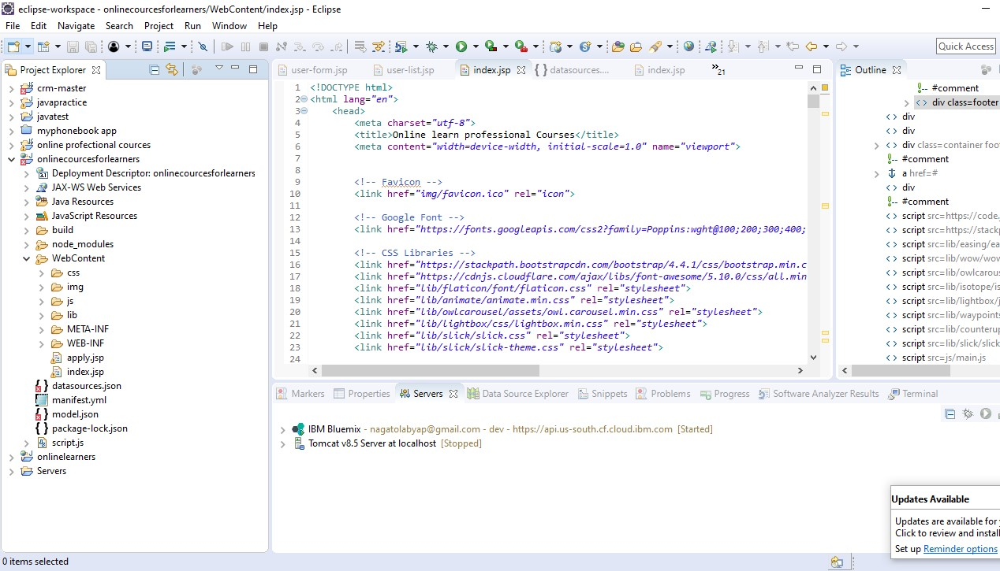 eclipse-workspace - onlinecourcesforlearners/WebContent/index.jsp - Eclipse
File Edit Navigate Search Project Run Window Help
Quick Access
Project Explorer
crm-master
javapractice
javatest
myphonebook app
online profectional cources
onlinecourcesforlearners
Deployment Descriptor: onlinecourcesforlearners
JAX-WS Web Services
Java Resources
JavaScript Resources
build
node_modules
WebContent
css
img
js
lib
META-INF
WEB-INF
apply.jsp
index.jsp
datasources.json
manifest.yml
model.json
package-lock.json
script.js
onlinelearners
Servers
user-form.jsp user-list.jsp index.jsp datasources.... index.jsp »21
1 <!DOCTYPE html>
2 <html lang="en">
3 <head>
4 <meta charset="utf-8">
5 <title>Online learn professional Courses</title>
6 <meta content="width=device-width, initial-scale=1.0" name="viewport">
7
8
9 <!-- Favicon -->
10 <link href="img/favicon.ico" rel="icon">
11
12 <!-- Google Font -->
13 <link href="https://fonts.googleapis.com/css2?family=Poppins:wght@100;200;300;400;
14
15 <!-- CSS Libraries -->
16 <link href="https://stackpath.bootstrapcdn.com/bootstrap/4.4.1/css/bootstrap.min.c
17 <link href="https://cdnjs.cloudflare.com/ajax/libs/font-awesome/5.10.0/css/all.min
18 <link href="lib/flaticon/font/flaticon.css" rel="stylesheet">
19 <link href="lib/animate/animate.min.css" rel="stylesheet">
20 <link href="lib/owlcarousel/assets/owl.carousel.min.css" rel="stylesheet">
21 <link href="lib/lightbox/css/lightbox.min.css" rel="stylesheet">
22 <link href="lib/slick/slick.css" rel="stylesheet">
23 <link href="lib/slick/slick-theme.css" rel="stylesheet">
24
Outline
#comment
div class=footer
div
div
div class=container foo
#comment
a href=#
div
#comment
script src=https://code.
script src=https://stackp
script src=lib/easing/ea
script src=lib/wow/wow
script src=lib/owlcarous
script src=lib/isotope/is
script src=lib/lightbox/j
script src=lib/waypoints
script src=lib/counterup
script src=lib/slick/slick
script src=js/main.js
Markers Properties Servers Data Source Explorer Snippets Problems Progress Software Analyzer Results Terminal
IBM Bluemix - nagatolabyap@gmail.com - dev - https://api.us-south.cf.cloud.ibm.com [Started]
Tomcat v8.5 Server at localhost [Stopped]
Updates Available
Updates are available for
Click to review and install
Set up Reminder options
0 items selected